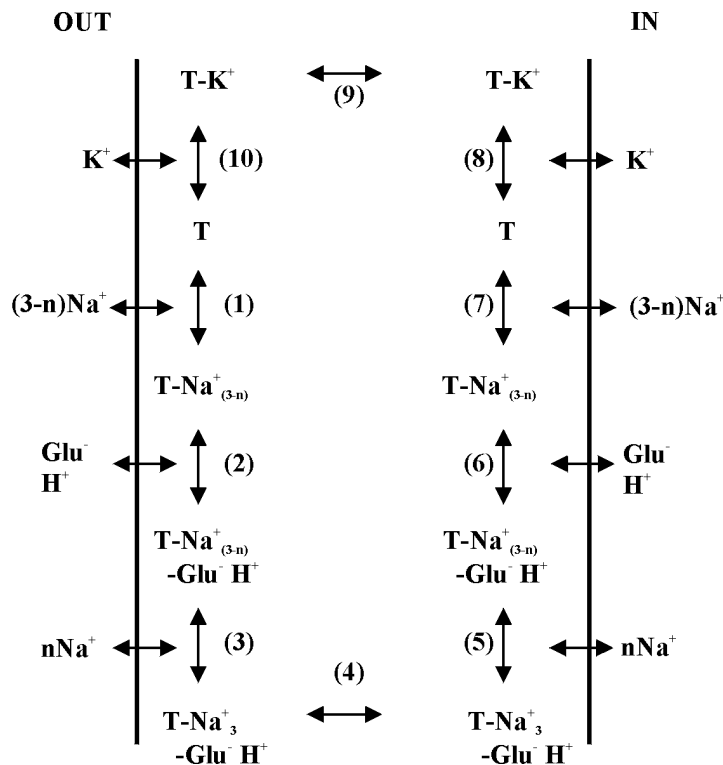 OUT IN
T-K⁺ (9) T-K⁺
K⁺ (10) (8) K⁺
T T
(3-n)Na⁺ (1) (7) (3-n)Na⁺
T-Na⁺₍₃₋ₙ₎ T-Na⁺₍₃₋ₙ₎
Glu⁻ Glu⁻
H⁺ (2) (6) H⁺
T-Na⁺₍₃₋ₙ₎ T-Na⁺₍₃₋ₙ₎
-Glu⁻ H⁺ -Glu⁻ H⁺
nNa⁺ (3) (5) nNa⁺
(4)
T-Na⁺₃ T-Na⁺₃
-Glu⁻ H⁺ -Glu⁻ H⁺